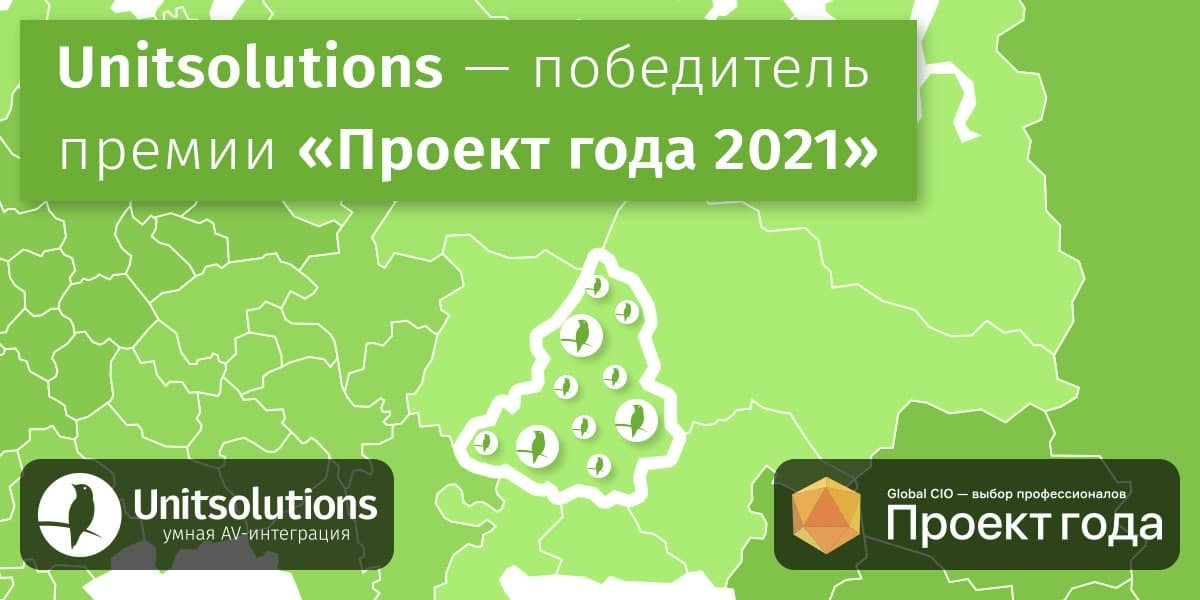 Unitsolutions — победитель
премии «Проект года 2021»
Unitsolutions
умная AV-интеграция
Global CIO — выбор профессионалов
Проект года